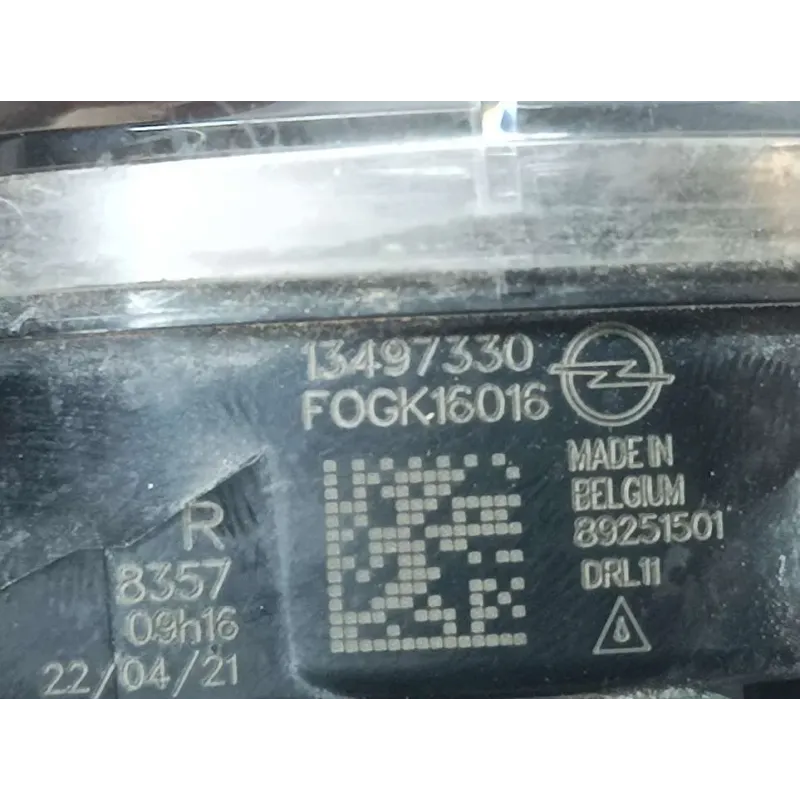 13497330
FOGK16016
MADE IN
BELGIUM
89251501
DRL11
R
8357
09h16
22/04/21